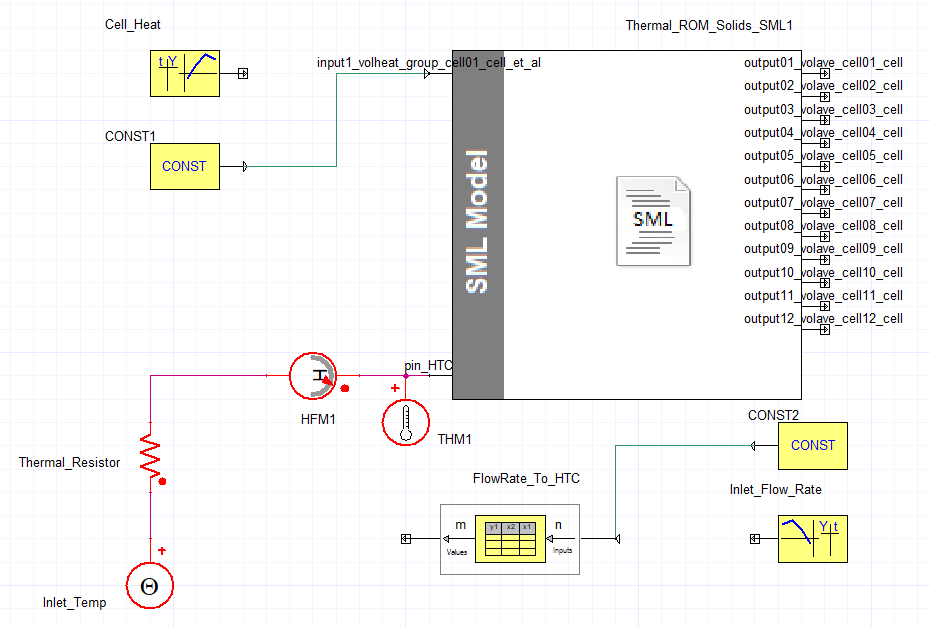 Cell_Heat
Thermal_ROM_Solids_SML1
t Y
input1_volheat_group_cell01_cell_et_al
output01_volave_cell01_cell
output02_volave_cell02_cell
output03_volave_cell03_cell
CONST1
output04_volave_cell04_cell
CONST
output05_volave_cell05_cell
output06_volave_cell06_cell
output07_volave_cell07_cell
SML Model
SML
output08_volave_cell08_cell
output09_volave_cell09_cell
output10_volave_cell10_cell
output11_volave_cell11_cell
output12_volave_cell12_cell
pin_HTC
H
+
HFM1
THM1
CONST2
CONST
Thermal_Resistor
FlowRate_To_HTC
Inlet_Flow_Rate
m
y1 x2 x1
n
Values
Inputs
Y t
+
Θ
Inlet_Temp